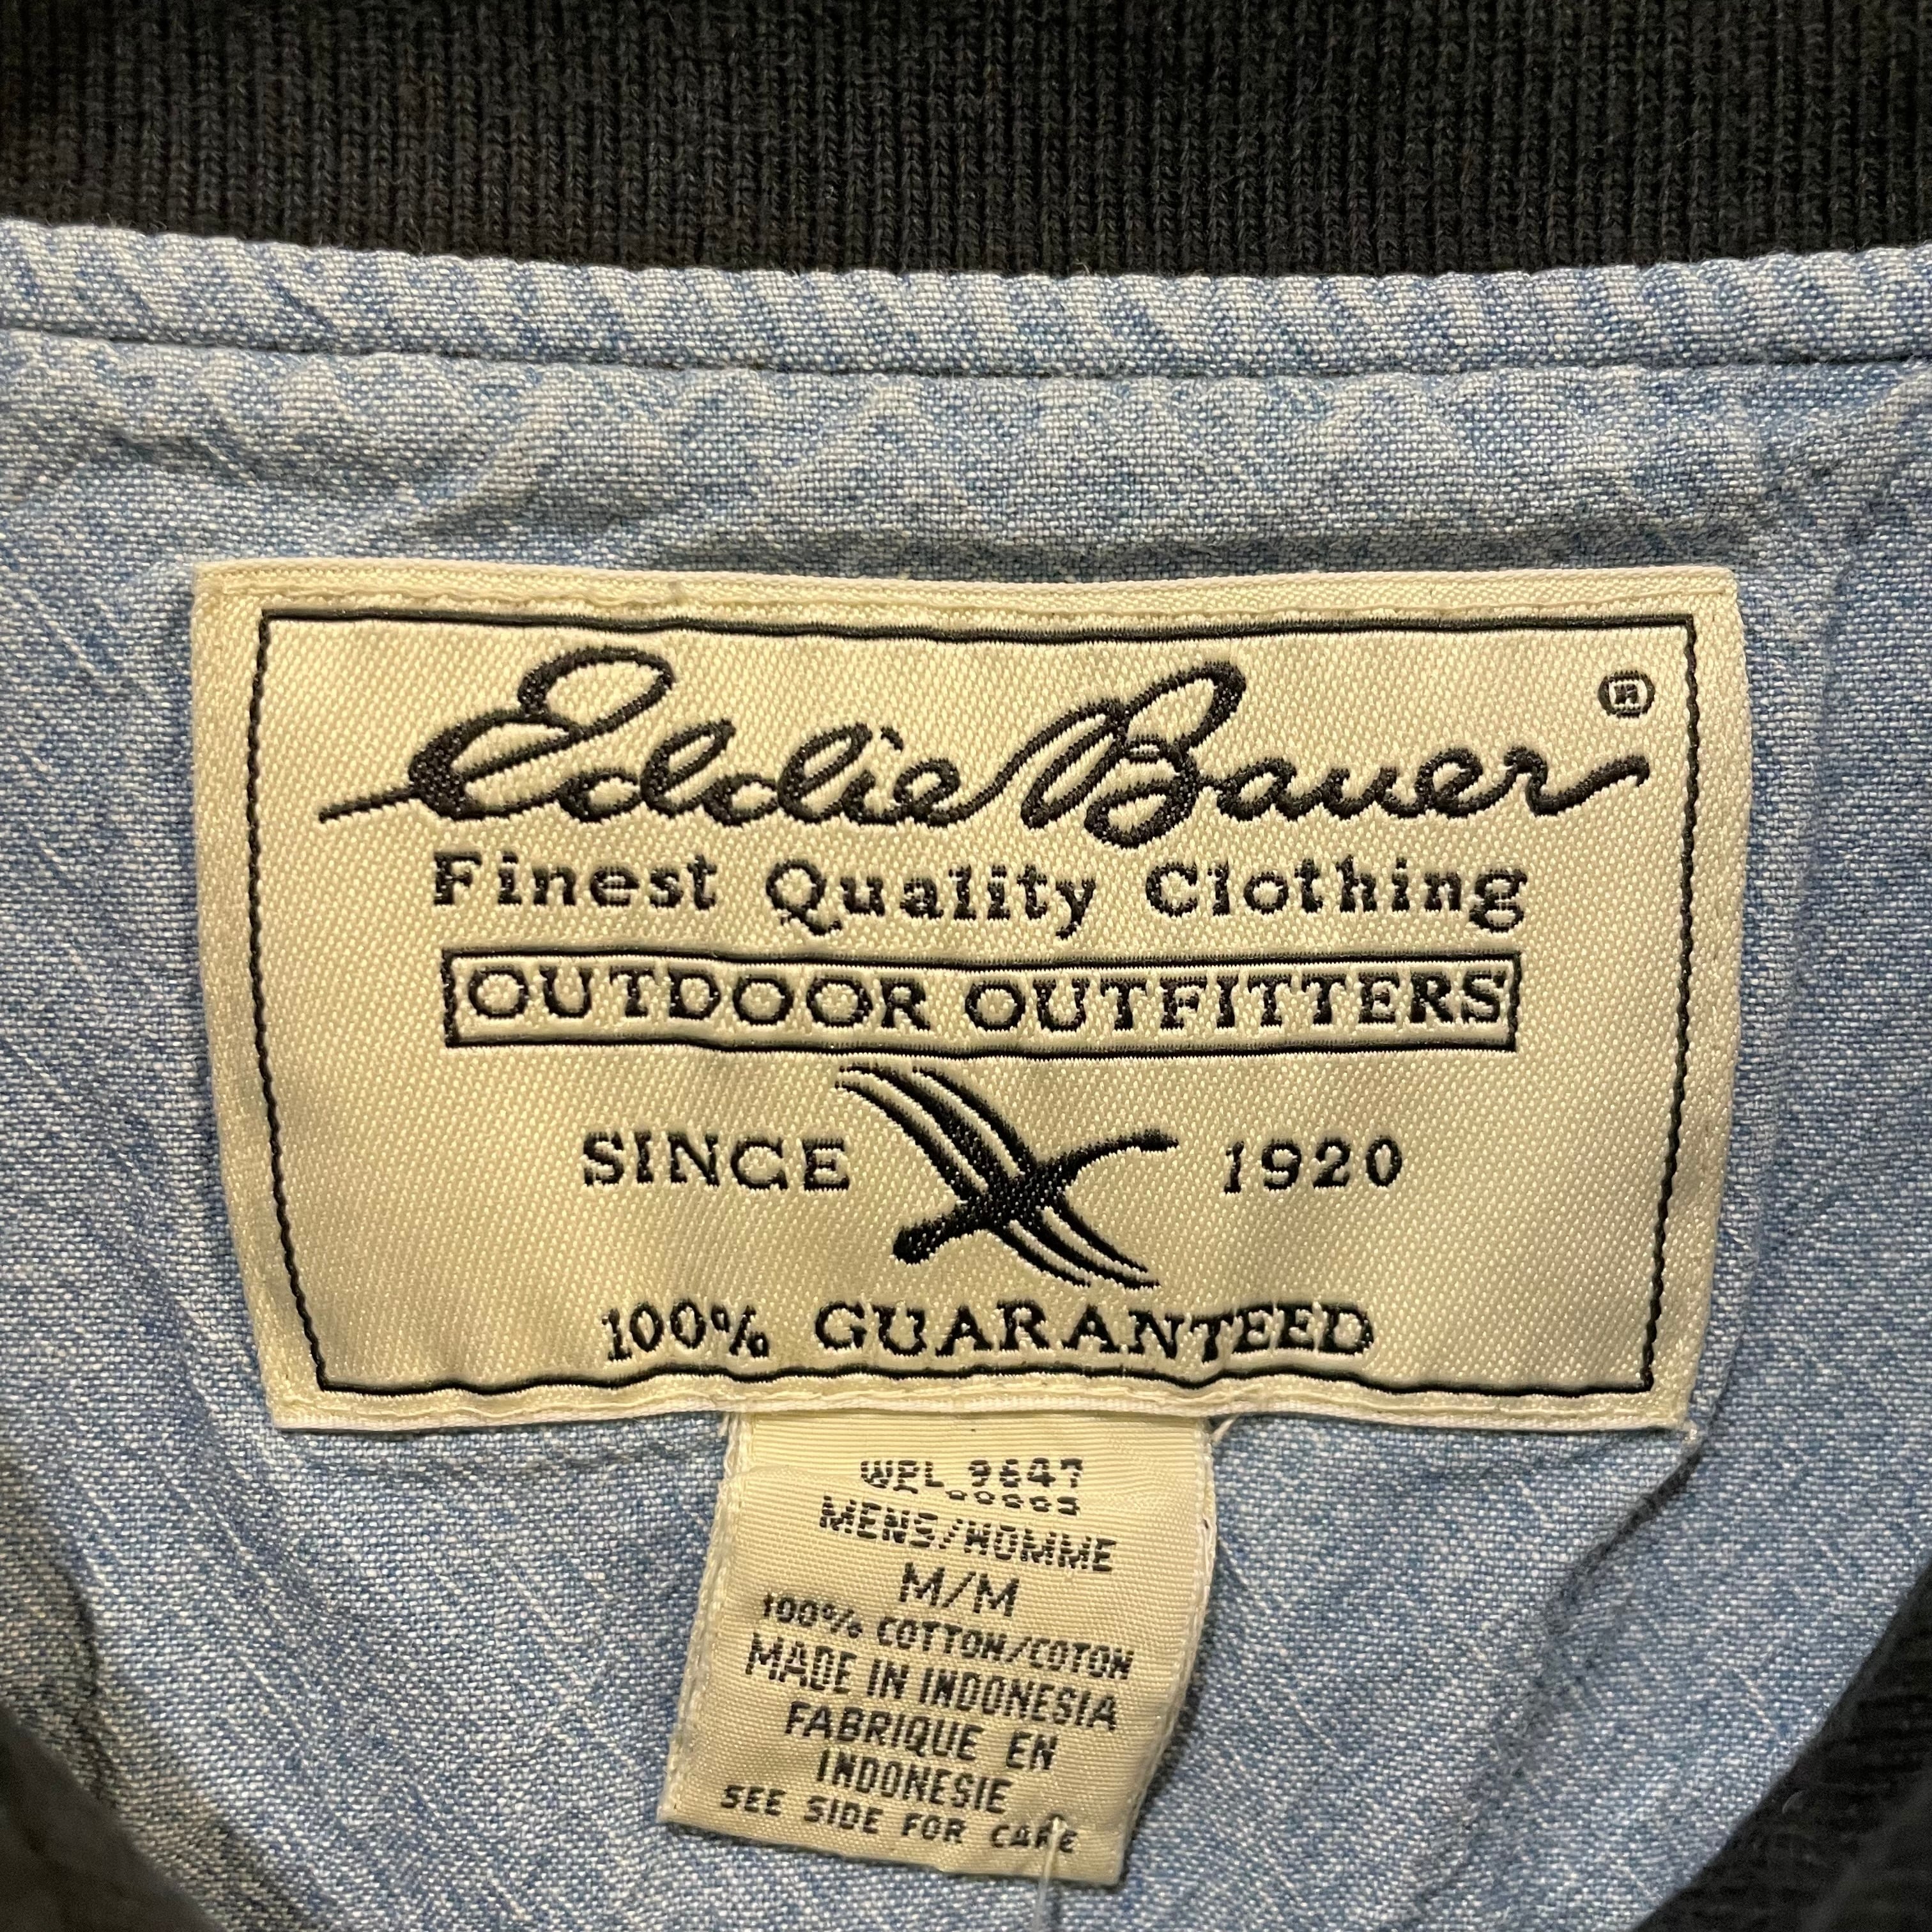 Eddie Bauer ®
Finest Quality Clothing
OUTDOOR OUTFITTERS
SINCE 1920
100% GUARANTEED
WPL 9647
MENS/HOMME
M/M
100% COTTON/COTON
MADE IN INDONESIA
FABRIQUE EN
INDONESIE
SEE SIDE FOR CARE